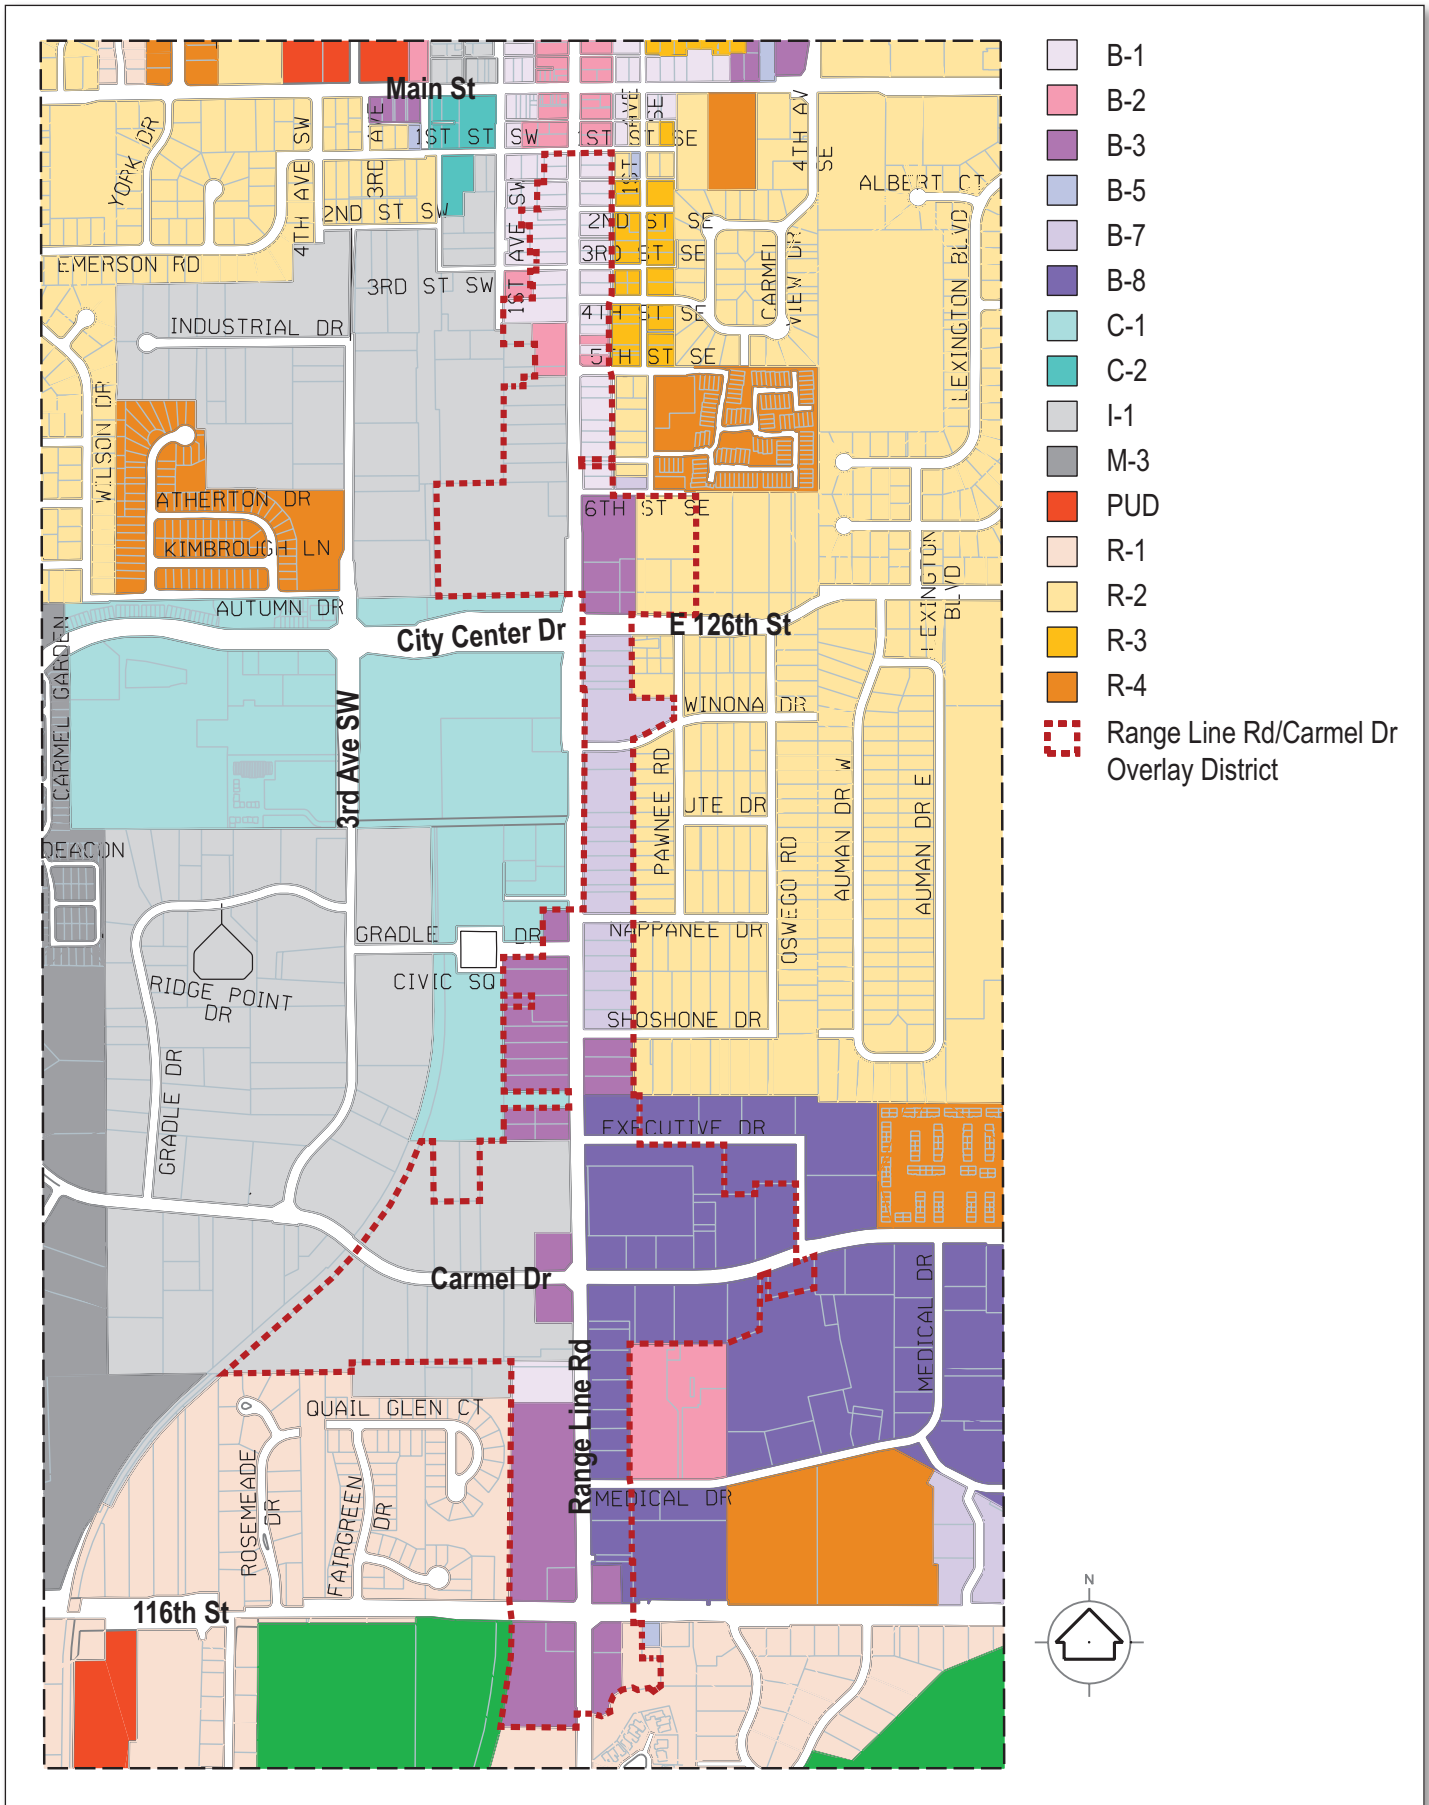 B-1
B-2
B-3
B-5
B-7
B-8
C-1
C-2
I-1
M-3
PUD
R-1
R-2
R-3
R-4
Range Line Rd/Carmel Dr
Overlay District
Main St
YORK DR
4TH AVE SW
3RD
AVE
1ST ST SW
1ST ST SE
AVE
SE
4TH AV
SE
ALBERT CT
2ND ST SW
1ST AVE SW
1ST
2ND ST SE
3RD ST SE
EMERSON RD
3RD ST SW
CARMEL
VIEW DR
LEXINGTON BLVD
INDUSTRIAL DR
4TH ST SE
5TH ST SE
WILSON DR
ATHERTON DR
6TH ST SE
KIMBROUGH LN
LEXINGTON
BLVD
AUTUMN DR
City Center Dr
E 126th St
CARMEL GARDEN
3rd Ave SW
WINONA DR
PAWNEE RD
UTE DR
AUMAN DR W
AUMAN DR E
OSWEGO RD
DEACON
GRADLE DR
NAPPANEE DR
CIVIC SQ
RIDGE POINT
DR
SHOSHONE DR
GRADLE DR
EXECUTIVE DR
Carmel Dr
MEDICAL DR
Range Line Rd
QUAIL GLEN CT
ROSEMEADE
DR
FAIRGREEN
DR
MEDICAL DR
116th St
N